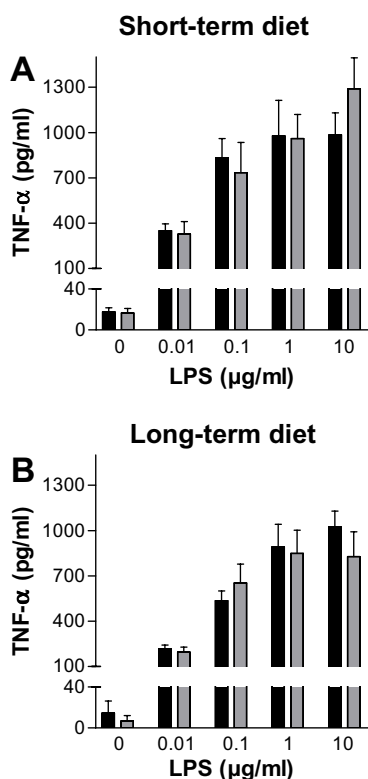 Short-term diet
A
TNF-α (pg/ml)
1300
1000
700
400
100
40
0
0 0.01 0.1 1 10
LPS (µg/ml)
Long-term diet
B
TNF-α (pg/ml)
1300
1000
700
400
100
40
0
0 0.01 0.1 1 10
LPS (µg/ml)